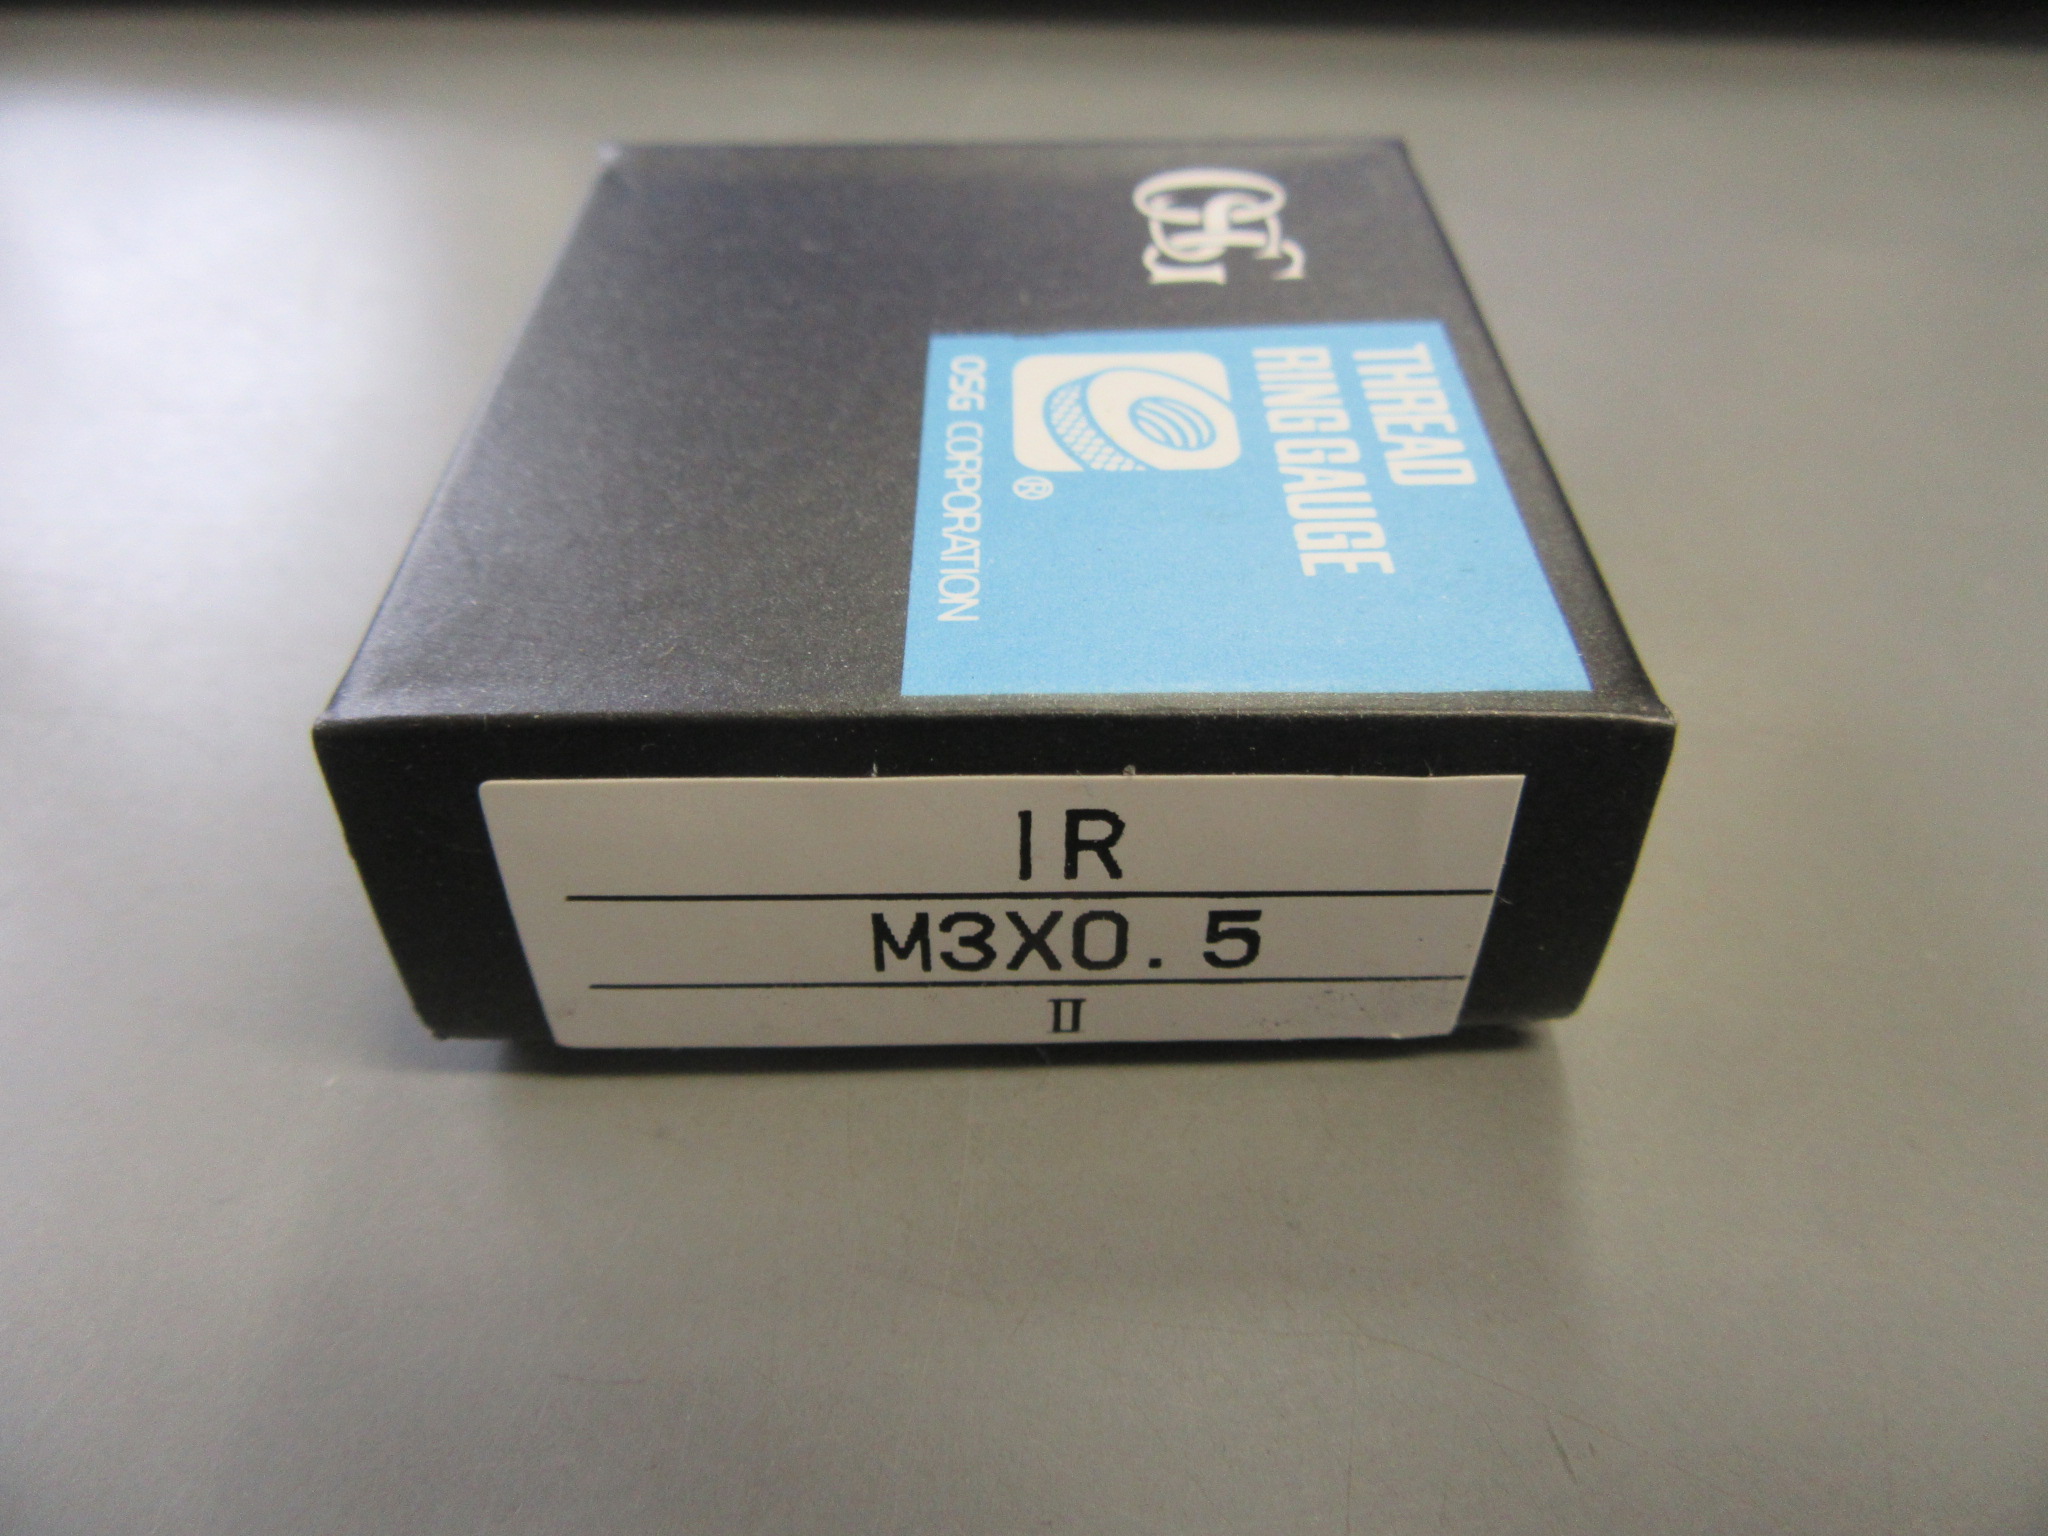 OSG
THREAD
RING GAUGE
®
OSG CORPORATION
IR
M3X0.5
II